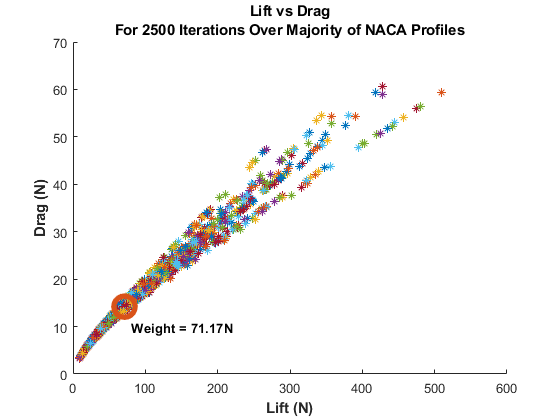 Lift vs Drag
For 2500 Iterations Over Majority of NACA Profiles
70
60
50
40
30
20
10
0
Drag (N)
Weight = 71.17N
0 100 200 300 400 500 600
Lift (N)